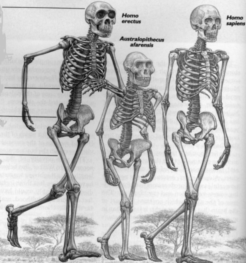 Homo
erectus
Australopithecus
afarensis
Homo
sapiens